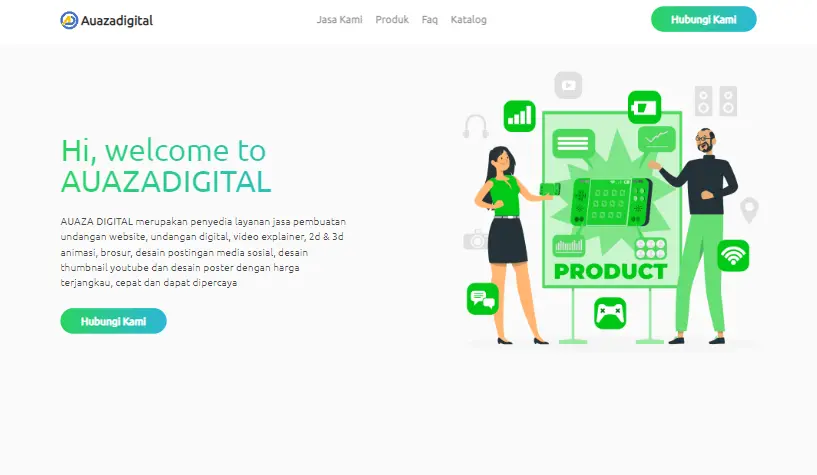 Auazadigital
Jasa Kami
Produk
Faq
Katalog
Hubungi Kami
Hi, welcome to
AUAZADIGITAL
AUAZA DIGITAL merupakan penyedia layanan jasa pembuatan
undangan website, undangan digital, video explainer, 2d & 3d
animasi, brosur, desain postingan media sosial, desain
thumbnail youtube dan desain poster dengan harga
terjangkau, cepat dan dapat dipercaya
Hubungi Kami
PRODUCT